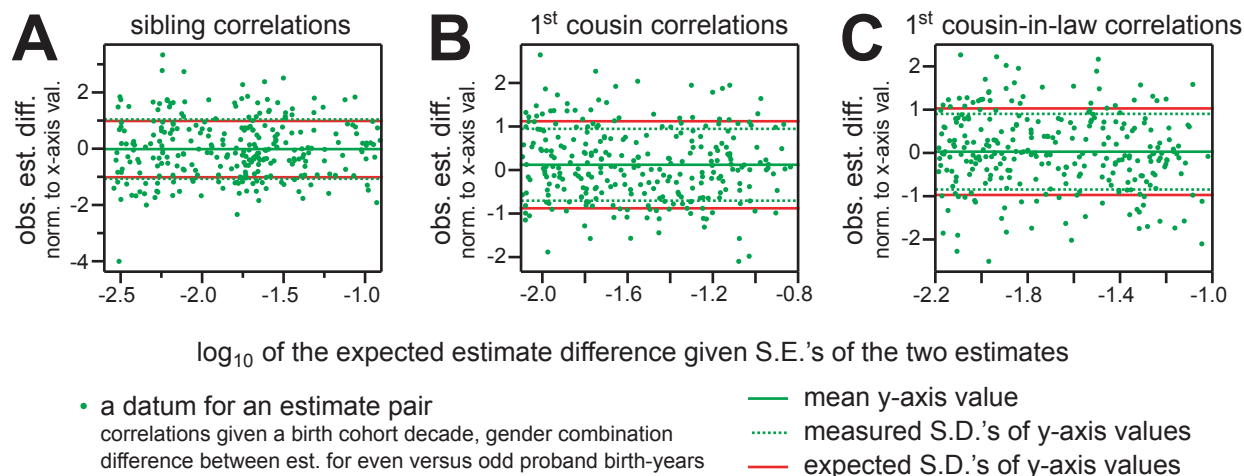 A
sibling correlations
obs. est. diff.
norm. to x-axis val.
2
0
-2
-4
-2.5
-2.0
-1.5
-1.0
B
1st cousin correlations
obs. est. diff.
norm. to x-axis val.
2
1
0
-1
-2
-2.0
-1.6
-1.2
-0.8
C
1st cousin-in-law correlations
obs. est. diff.
norm. to x-axis val.
2
1
0
-1
-2
-2.2
-1.8
-1.4
-1.0
log10 of the expected estimate difference given S.E.'s of the two estimates
• a datum for an estimate pair
correlations given a birth cohort decade, gender combination
difference between est. for even versus odd proband birth-years
mean y-axis value
measured S.D.'s of y-axis values
expected S.D.'s of y-axis values